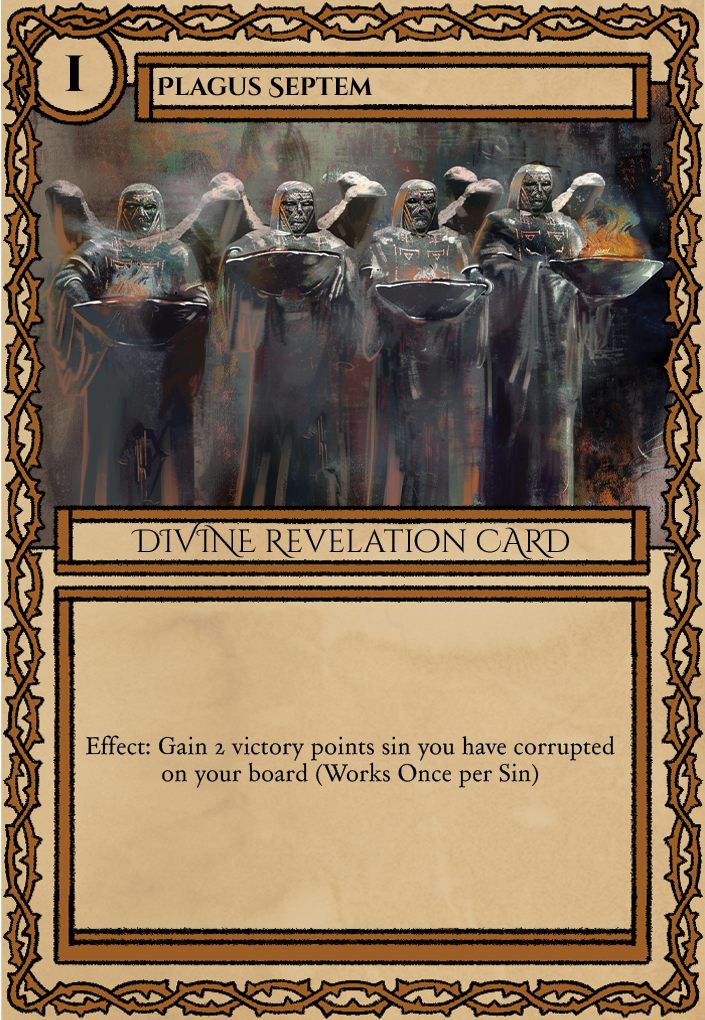 I
Plagus Septem
Divine Revelation Card
Effect: Gain 2 victory points sin you have corrupted
on your board (Works Once per Sin)